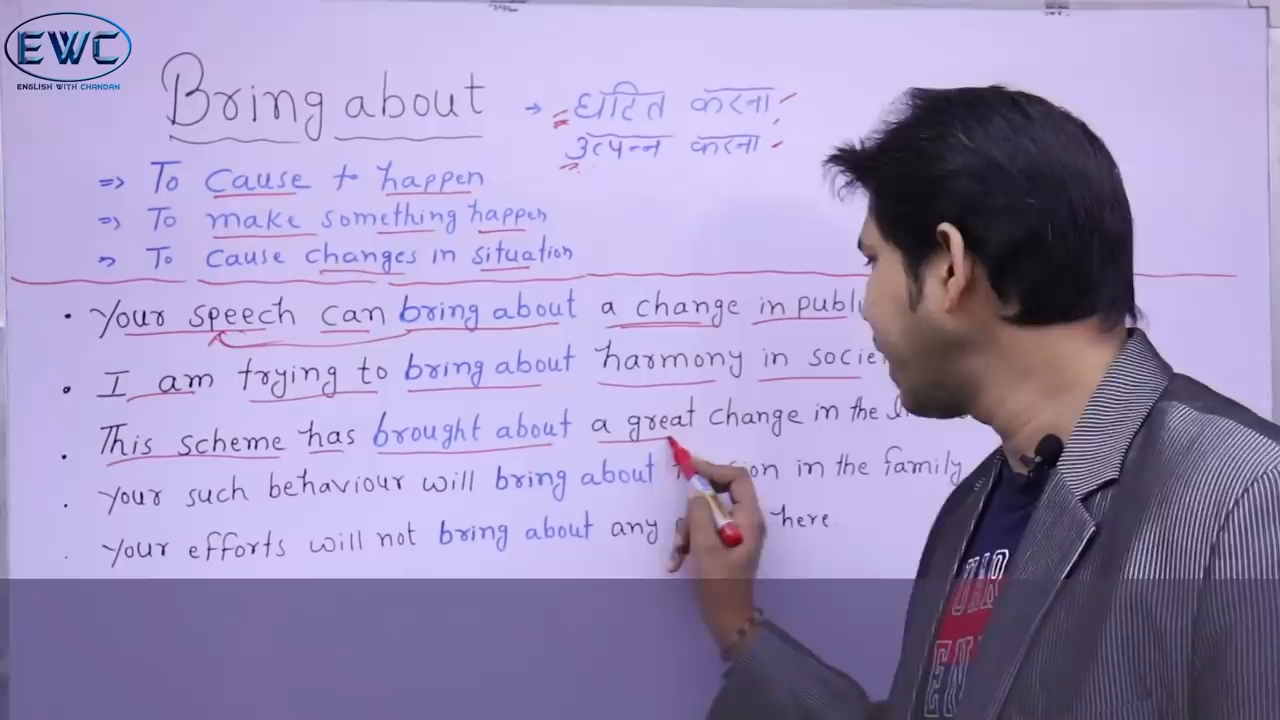 EWC
ENGLISH WITH CHANDAN
Bring about → घटित करना
उत्पन्न करना
⇒ To cause to happen
⇒ To make something happen
⇒ To cause changes in situation
• Your speech can bring about a change in
• I am trying to bring about harmony in
• This scheme has brought about a great change in the
• Your such behaviour will bring about in the family
• Your efforts will not bring about any here